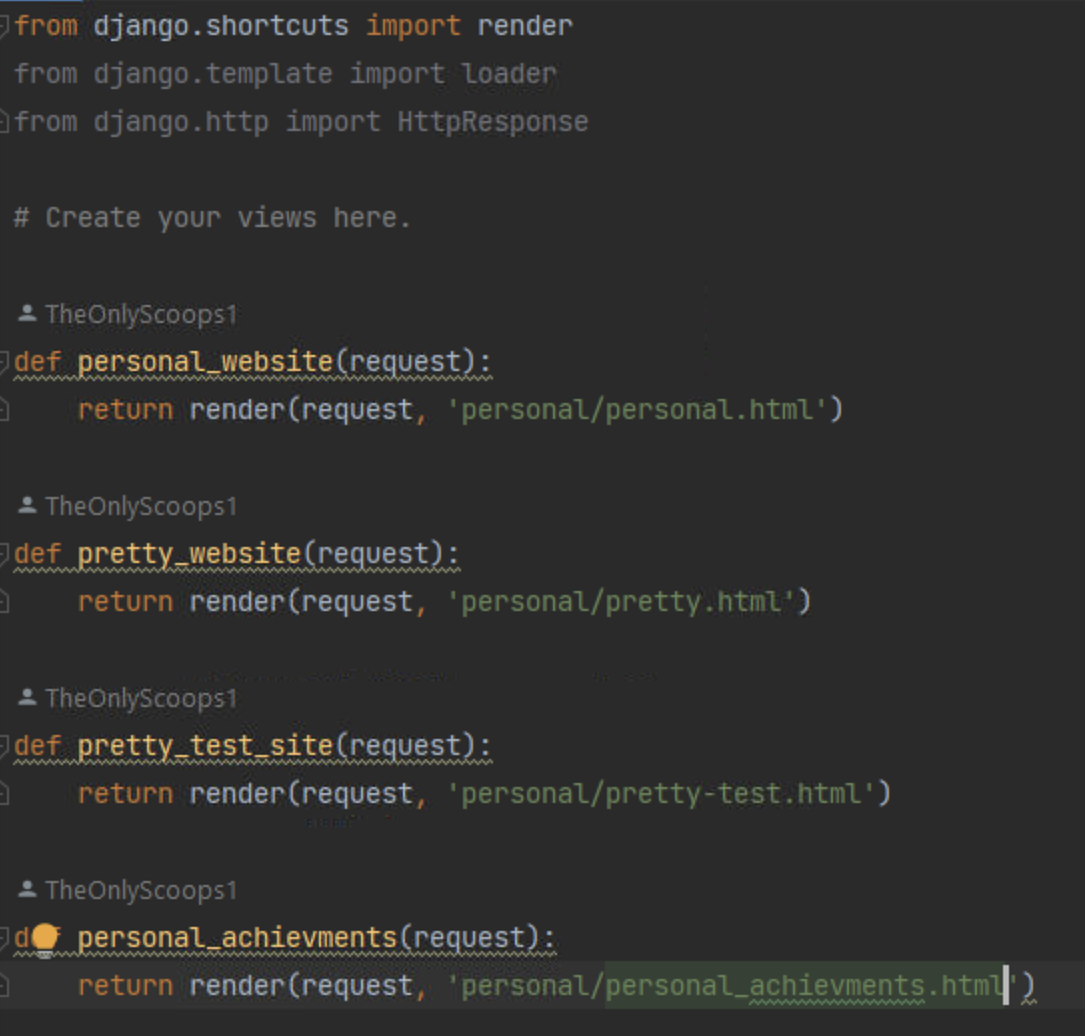 from django.shortcuts import render
from django.template import loader
from django.http import HttpResponse
# Create your views here.
TheOnlyScoops1
def personal_website(request):
    return render(request, 'personal/personal.html')
TheOnlyScoops1
def pretty_website(request):
    return render(request, 'personal/pretty.html')
TheOnlyScoops1
def pretty_test_site(request):
    return render(request, 'personal/pretty-test.html')
TheOnlyScoops1
def personal_achievments(request):
    return render(request, 'personal/personal_achievments.html')